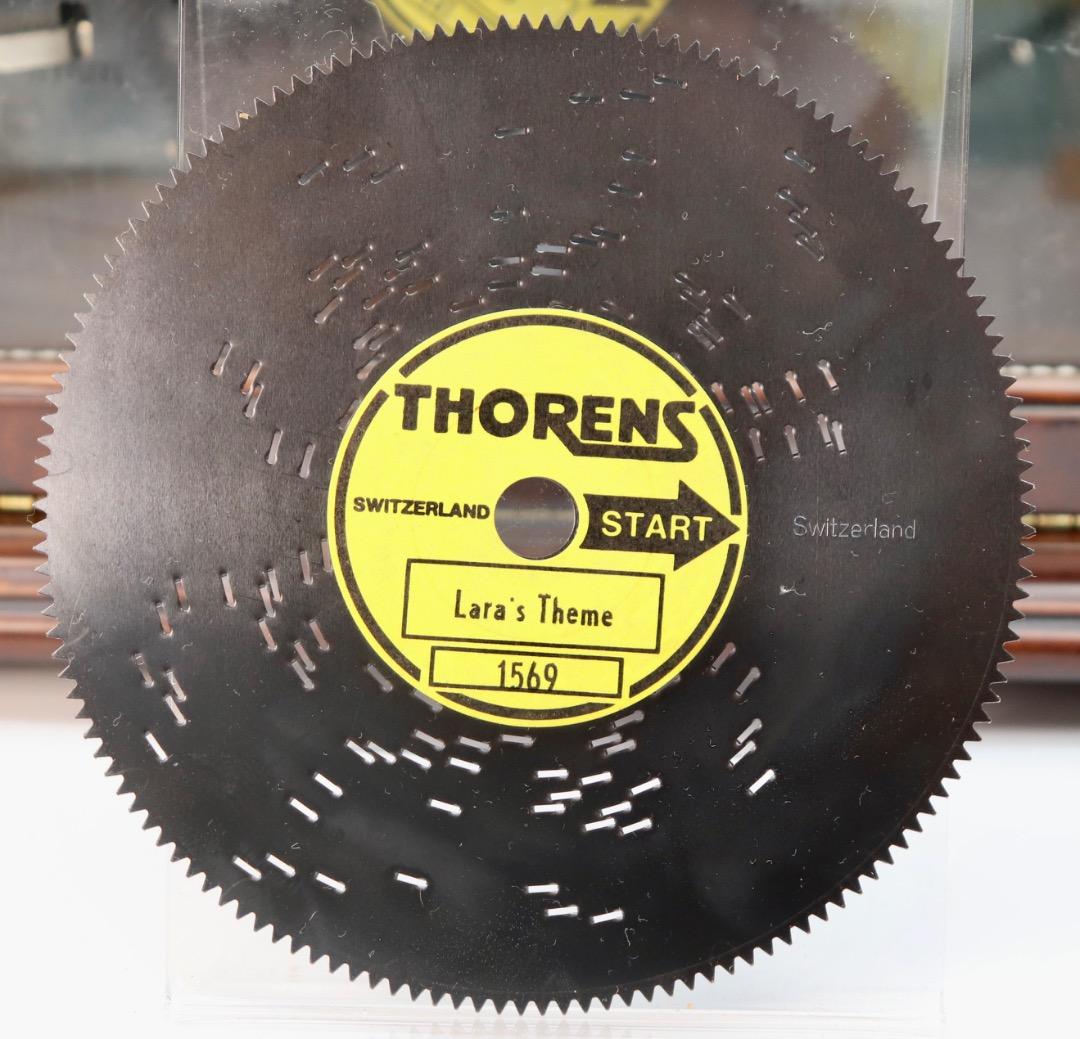 THORENS
SWITZERLAND
START
Switzerland
Lara's Theme
1569